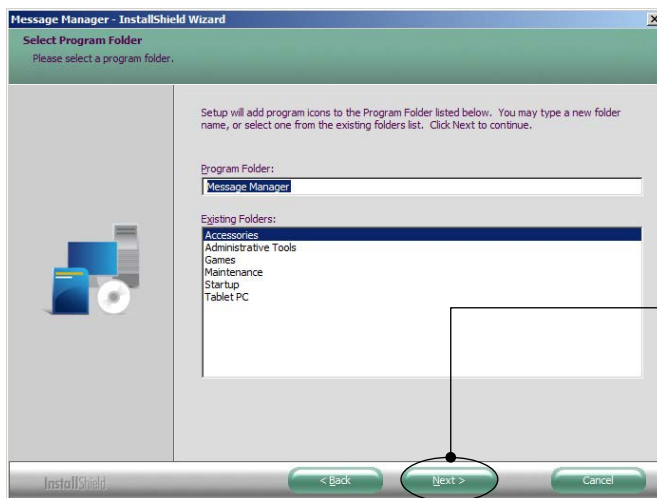 Message Manager - InstallShield Wizard
Select Program Folder
Please select a program folder.
Setup will add program icons to the Program Folder listed below. You may type a new folder
name, or select one from the existing folders list. Click Next to continue.
Program Folder:
Message Manager
Existing Folders:
Accessories
Administrative Tools
Games
Maintenance
Startup
Tablet PC
InstallShield
< Back
Next >
Cancel